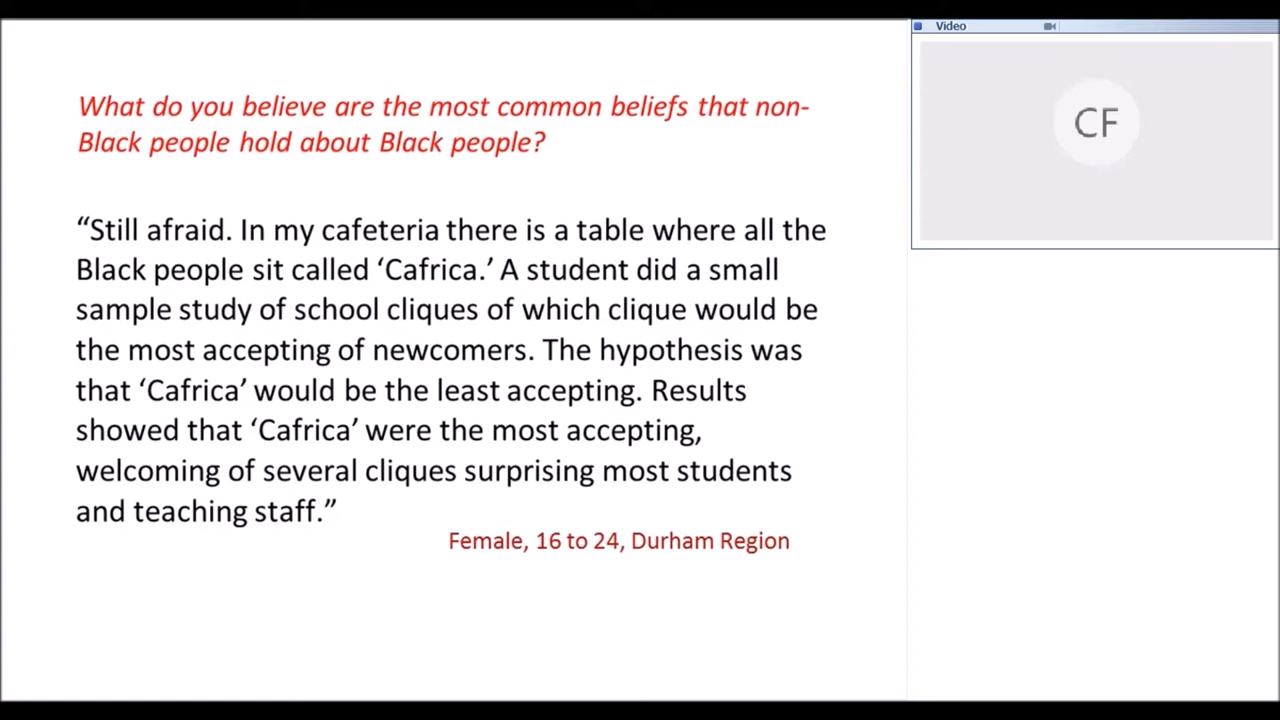 What do you believe are the most common beliefs that non-
Black people hold about Black people?
“Still afraid. In my cafeteria there is a table where all the
Black people sit called ‘Cafrica.’ A student did a small
sample study of school cliques of which clique would be
the most accepting of newcomers. The hypothesis was
that ‘Cafrica’ would be the least accepting. Results
showed that ‘Cafrica’ were the most accepting,
welcoming of several cliques surprising most students
and teaching staff.”
Female, 16 to 24, Durham Region
Video
CF